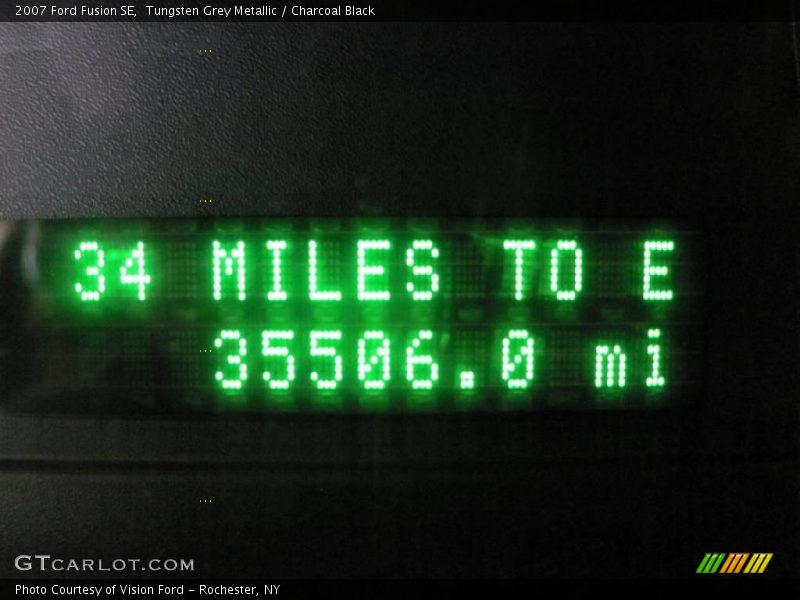 2007 Ford Fusion SE,  Tungsten Grey Metallic / Charcoal Black
34 MILES TO E
35506.0 mi
GTCARLOT.COM
Photo Courtesy of Vision Ford - Rochester, NY